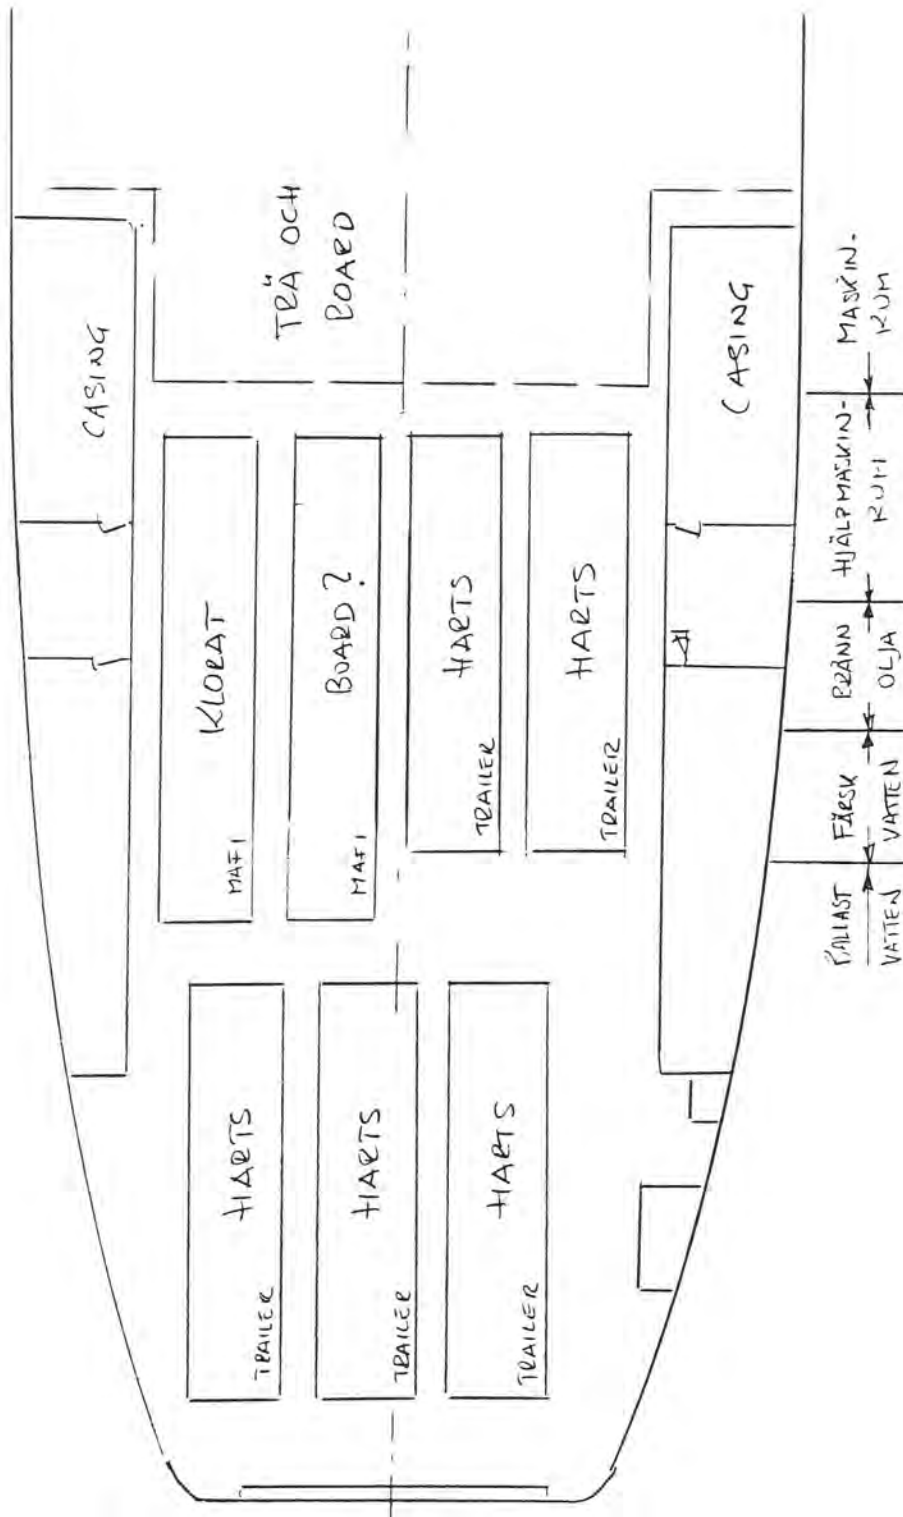 TRÄ OCH
BOARD
CASING
CASING
KLORAT
MAFI
BOARD?
MAFI
HARTS
TRAILER
HARTS
TRAILER
HARTS
TRAILER
HARTS
TRAILER
HARTS
TRAILER
MASKIN-
RUM
HJÄLPMASKIN-
RUM
BRÄNN
OLJA
FÄRSK
VATTEN
BALLAST
VATTEN